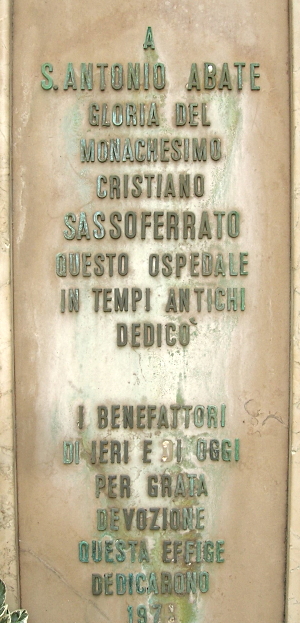 A
S. ANTONIO ABATE
GLORIA DEL
MONACHESIMO
CRISTIANO
SASSOFERRATO
QUESTO OSPEDALE
IN TEMPI ANTICHI
DEDICO'
I BENEFATTORI
DI IERI E DI OGGI
PER GRATA
DEVOZIONE
QUESTA EFFIGE
DEDICARONO